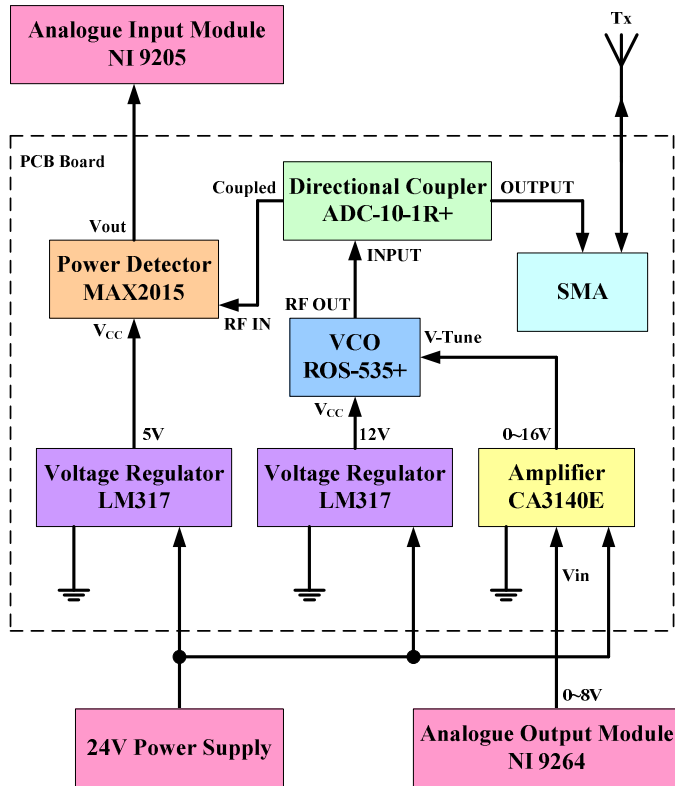 Analogue Input Module
NI 9205
Tx
PCB Board
Coupled
Directional Coupler
ADC-10-1R+
OUTPUT
Vout
Power Detector
MAX2015
INPUT
SMA
RF IN
RF OUT
VCC
VCO
ROS-535+
V-Tune
VCC
5V
12V
0~16V
Voltage Regulator
LM317
Voltage Regulator
LM317
Amplifier
CA3140E
Vin
0~8V
24V Power Supply
Analogue Output Module
NI 9264